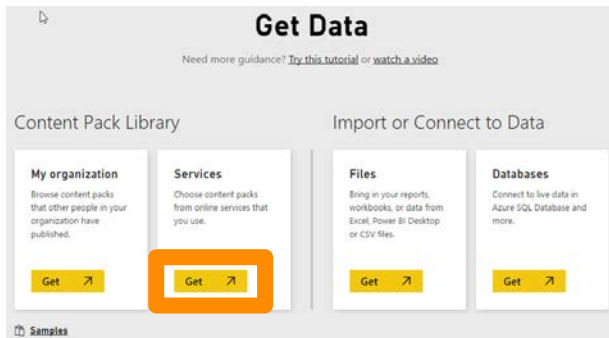 Get Data
Need more guidance? Try this tutorial or watch a video
Content Pack Library
My organization
Browse content packs
that other people in your
organization have
published.
Get
Services
Choose content packs
from online services that
you use.
Get
Import or Connect to Data
Files
Bring in your reports,
workbooks, or data from
Excel, Power BI Desktop
or CSV files.
Get
Databases
Connect to live data in
Azure SQL Database and
more.
Get
Samples